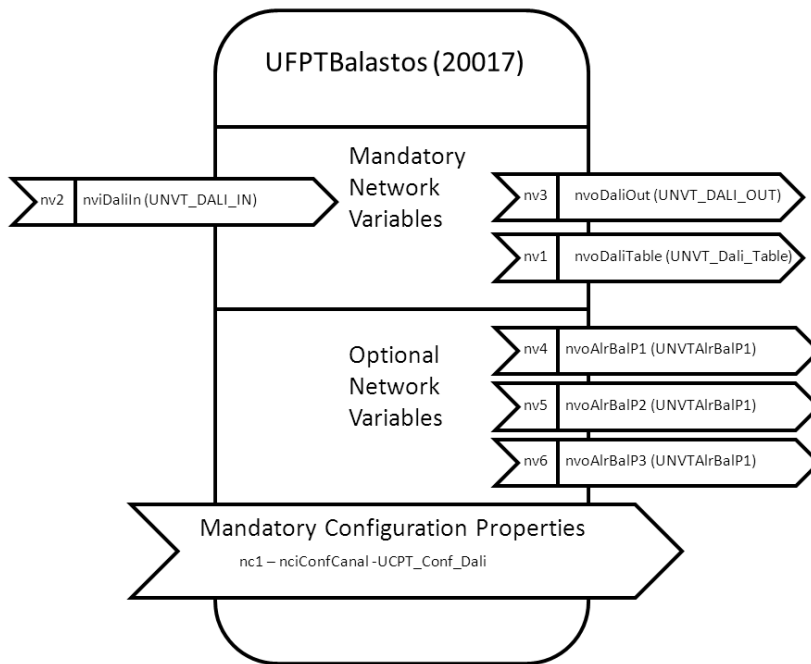 UFPTBalastos (20017)
Mandatory
Network
Variables
nv2 nviDaliIn (UNVT_DALI_IN)
nv3 nvoDaliOut (UNVT_DALI_OUT)
nv1 nvoDaliTable (UNVT_Dali_Table)
Optional
Network
Variables
nv4 nvoAlrBalP1 (UNVTAlrBalP1)
nv5 nvoAlrBalP2 (UNVTAlrBalP1)
nv6 nvoAlrBalP3 (UNVTAlrBalP1)
Mandatory Configuration Properties
nc1 – nciConfCanal -UCPT_Conf_Dali